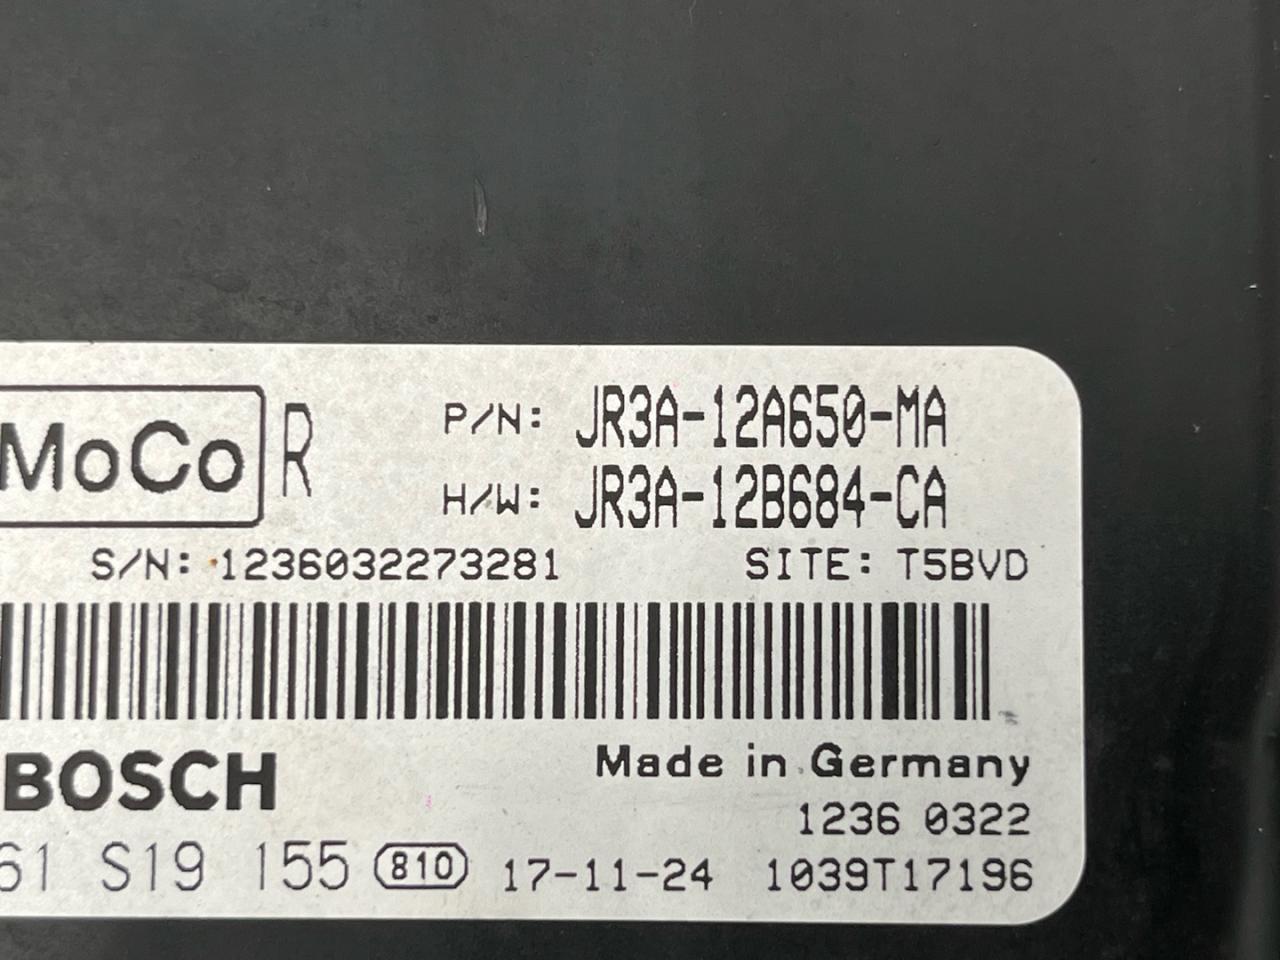 MoCo R P/N: JR3A-12A650-MA
H/W: JR3A-12B684-CA
S/N: 1236032273281 SITE: T5BVD
BOSCH Made in Germany
1236 0322
61 S19 155 810 17-11-24 1039T17196